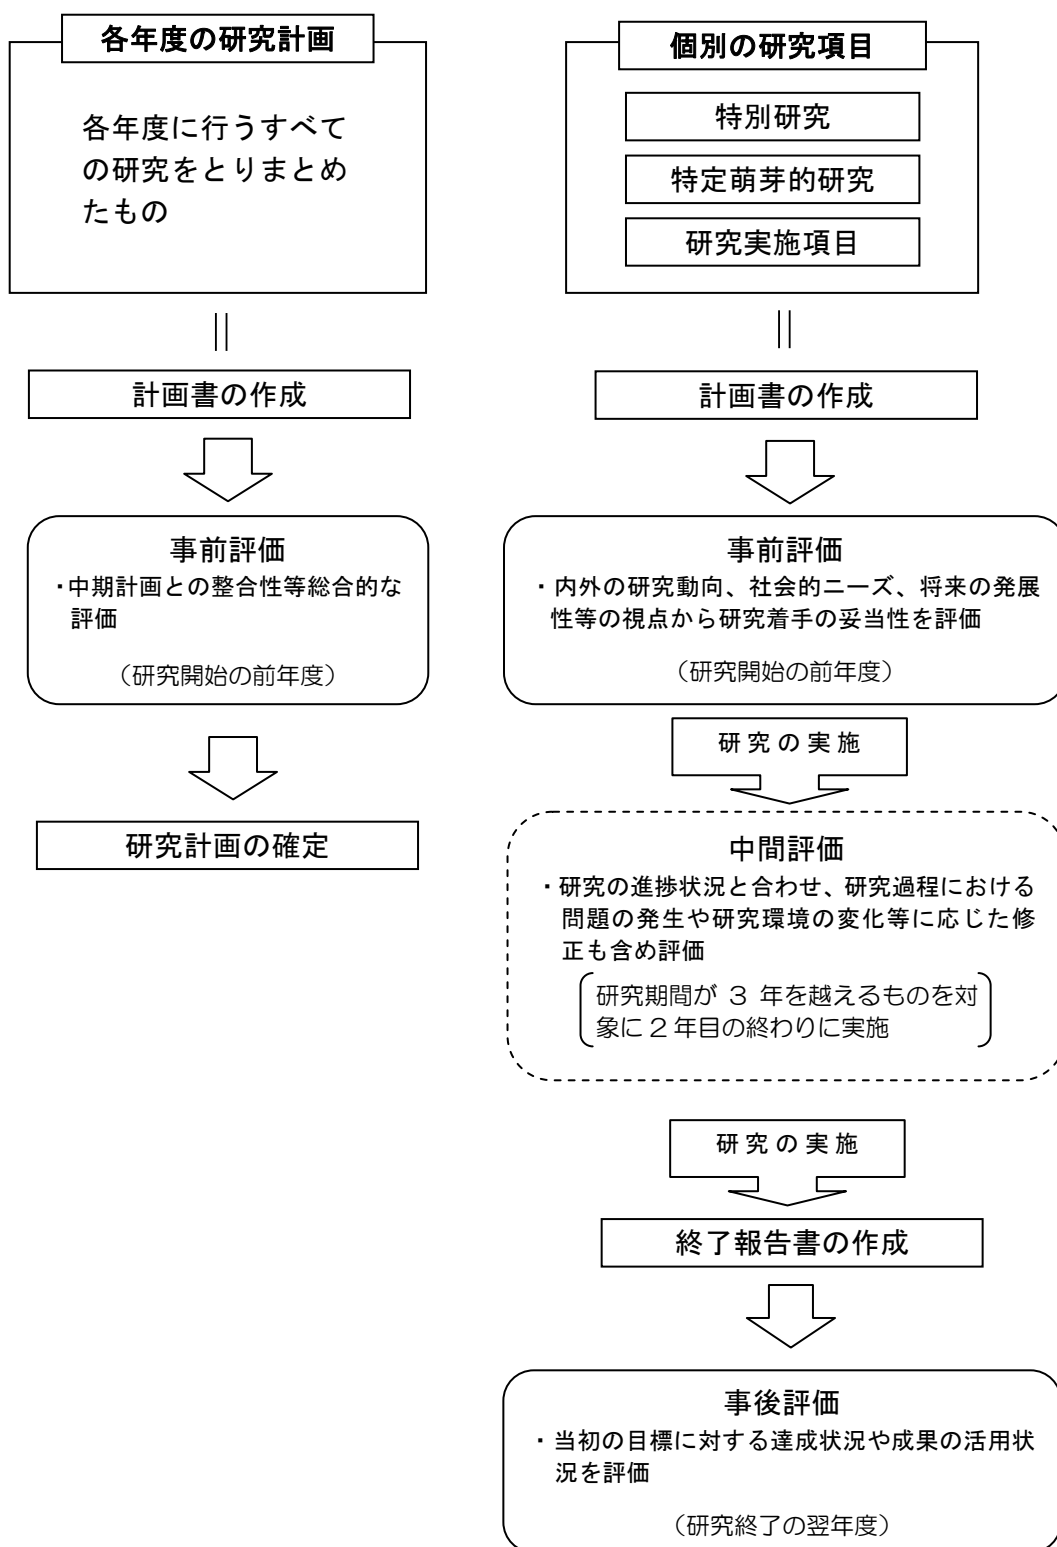 各年度の研究計画
各年度に行うすべて
の研究をとりまとめ
たもの
計画書の作成
事前評価
・中期計画との整合性等総合的な
評価
（研究開始の前年度）
研究計画の確定
個別の研究項目
特別研究
特定萌芽的研究
研究実施項目
計画書の作成
事前評価
・内外の研究動向、社会的ニーズ、将来の発展
性等の視点から研究着手の妥当性を評価
（研究開始の前年度）
研究の実施
中間評価
・研究の進捗状況と合わせ、研究過程における
問題の発生や研究環境の変化等に応じた修
正も含め評価
研究期間が 3 年を越えるものを対
象に 2 年目の終わりに実施
研究の実施
終了報告書の作成
事後評価
・当初の目標に対する達成状況や成果の活用状
況を評価
（研究終了の翌年度）